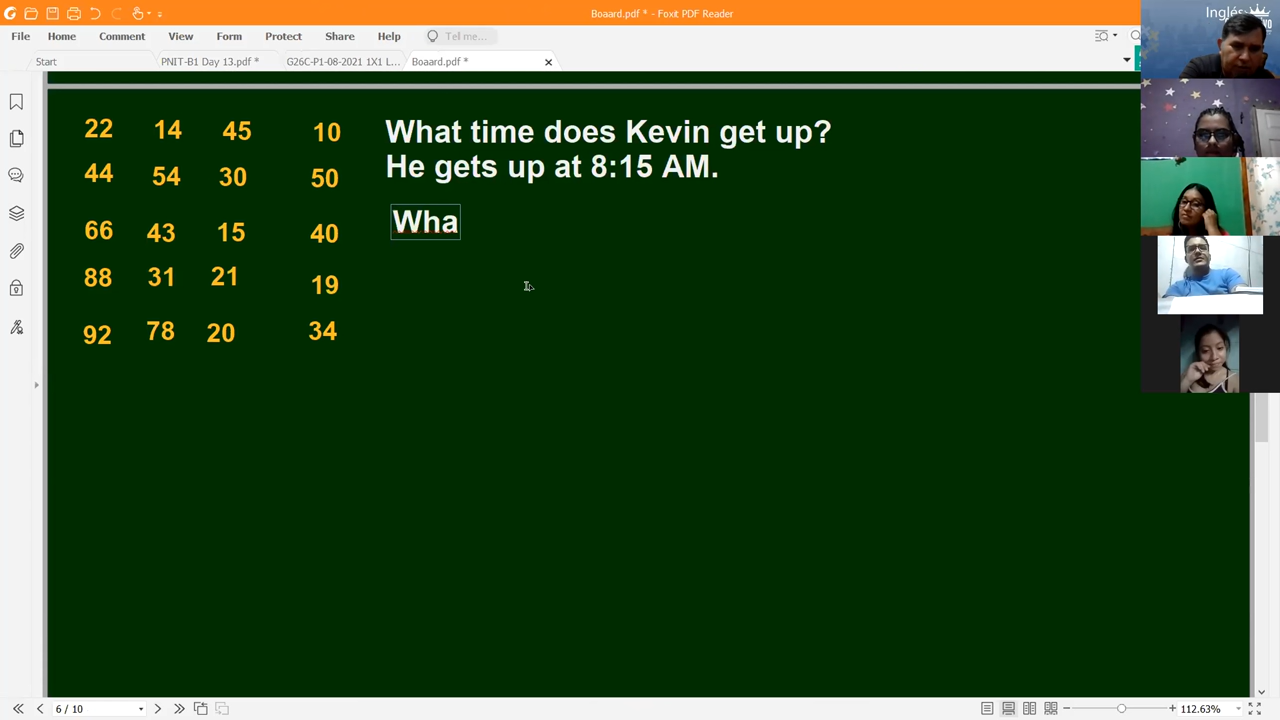 Boaard.pdf * - Foxit PDF Reader
Inglés
File Home Comment View Form Protect Share Help Tell me...
Start PNIT-B1 Day 13.pdf * G26C-P1-08-2021 1X1 L... Boaard.pdf *
22 14 45 10
44 54 30 50
66 43 15 40
88 31 21 19
92 78 20 34
What time does Kevin get up?
He gets up at 8:15 AM.
Wha
6 / 10
112.63%